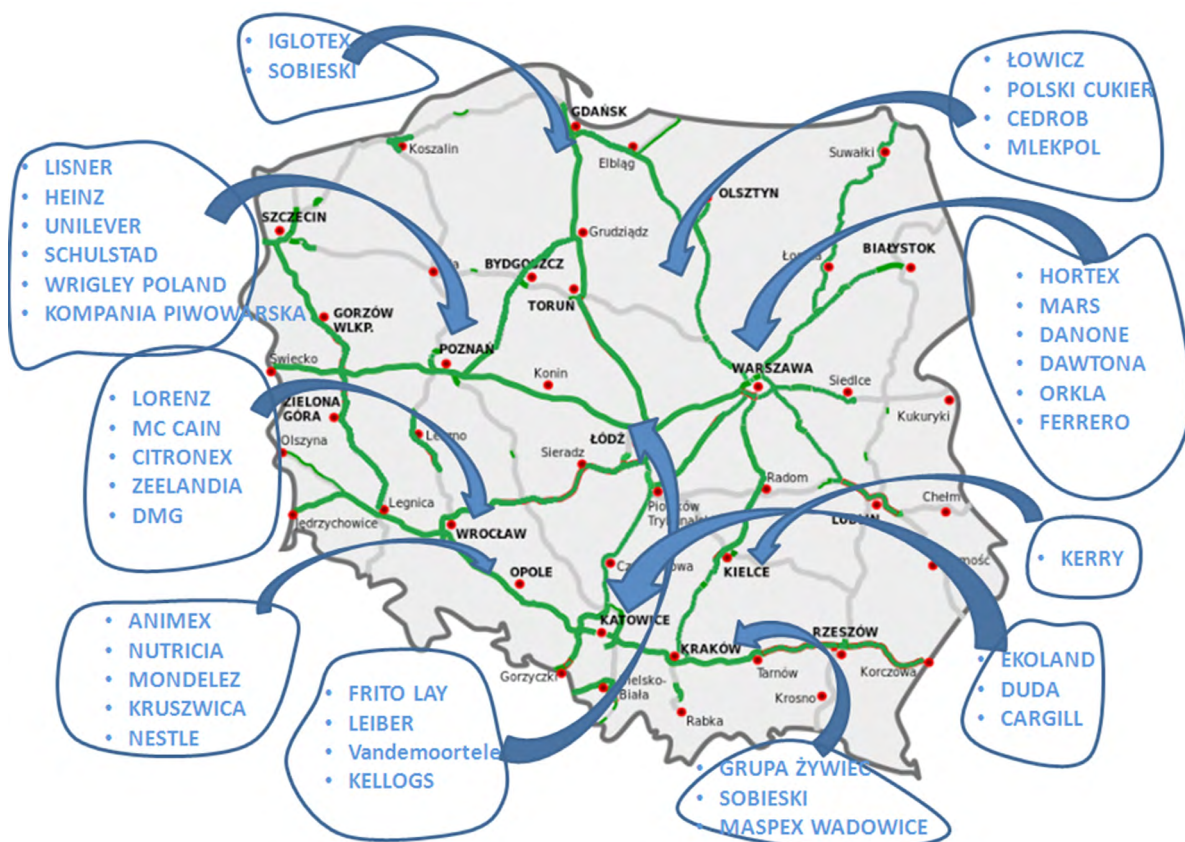 IGLOTEX
SOBIESKI
ŁOWICZ
POLSKI CUKIER
CEDROB
MLEKPOL
LISNER
HEINZ
UNILEVER
SCHULSTAD
WRIGLEY POLAND
KOMPANIA PIWOWARSKA
HORTEX
MARS
DANONE
DAWTONA
ORKLA
FERRERO
LORENZ
MC CAIN
CITRONEX
ZEELANDIA
DMG
KERRY
ANIMEX
NUTRICIA
MONDELEZ
KRUSZWICA
NESTLE
FRITO LAY
LEIBER
Vandemoortele
KELLOGS
EKOLAND
DUDA
CARGILL
GRUPA ŻYWIEC
SOBIESKI
MASPEX WADOWICE
GDAŃSK
Koszalin
Elbląg
Suwałki
OLSZTYN
SZCZECIN
Grudziądz
BIAŁYSTOK
BYDGOSZCZ
TORUŃ
GORZÓW
WLKP.
POZNAŃ
Świecko
Konin
WARSZAWA
Siedlce
Kukuryki
ZIELONA
GÓRA
Olszyna
ŁÓDŹ
Sieradz
Radom
Chełm
Legnica
Jędrzychowice
WROCŁAW
LUBLIN
OPOLE
KIELCE
KATOWICE
KRAKÓW
RZESZÓW
Gorzyczki
Tarnów
Korczowa
Krosno
Rabka